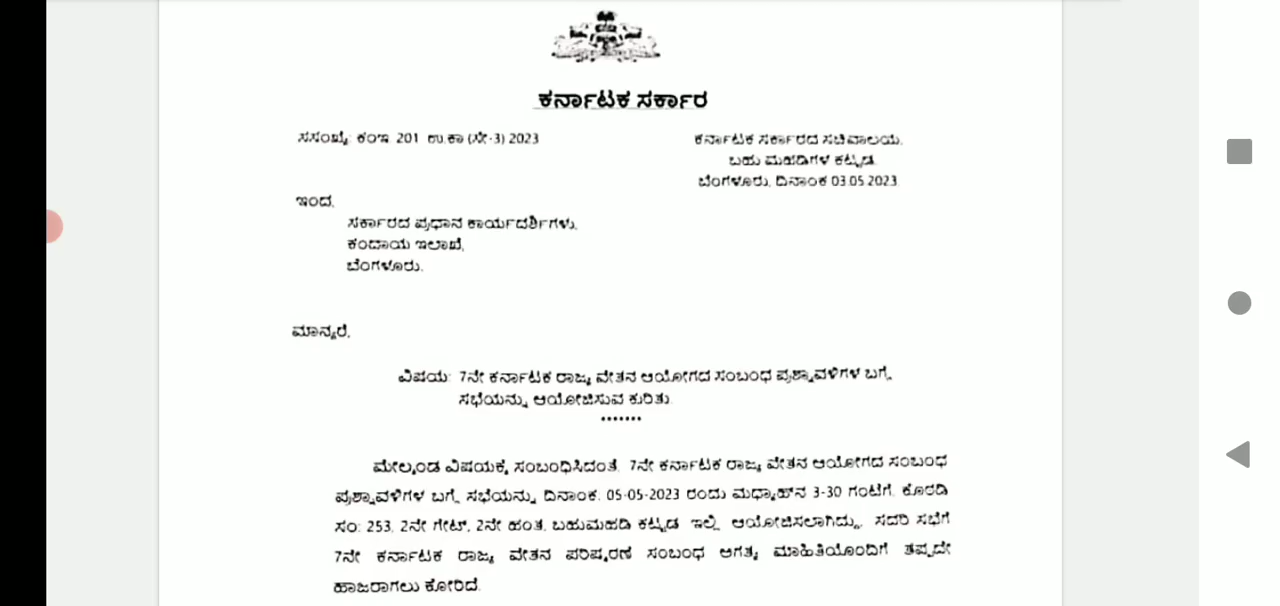 ಕರ್ನಾಟಕ ಸರ್ಕಾರ
ಸಸಂಖ್ಯೆ: ಕಂಇ 201 ಉ.ಕಾ (ಸೇ-3) 2023
ಕರ್ನಾಟಕ ಸರ್ಕಾರದ ಸಚಿವಾಲಯ,
ಬಹು ಮಹಡಿಗಳ ಕಟ್ಟಡ,
ಬೆಂಗಳೂರು, ದಿನಾಂಕ 03.05.2023.
ಇಂದ,
ಸರ್ಕಾರದ ಪ್ರಧಾನ ಕಾರ್ಯದರ್ಶಿಗಳು,
ಕಂದಾಯ ಇಲಾಖೆ,
ಬೆಂಗಳೂರು.
ಮಾನ್ಯರೆ,
ವಿಷಯ: 7ನೇ ಕರ್ನಾಟಕ ರಾಜ್ಯ ವೇತನ ಆಯೋಗದ ಸಂಬಂಧ ಪ್ರಶ್ನಾವಳಿಗಳ ಬಗ್ಗೆ
ಸಭೆಯನ್ನು ಆಯೋಜಿಸುವ ಕುರಿತು.
*******
ಮೇಲ್ಕಂಡ ವಿಷಯಕ್ಕೆ ಸಂಬಂಧಿಸಿದಂತೆ, 7ನೇ ಕರ್ನಾಟಕ ರಾಜ್ಯ ವೇತನ ಆಯೋಗದ ಸಂಬಂಧ
ಪ್ರಶ್ನಾವಳಿಗಳ ಬಗ್ಗೆ ಸಭೆಯನ್ನು ದಿನಾಂಕ: 05-05-2023 ರಂದು ಮಧ್ಯಾಹ್ನ 3-30 ಗಂಟೆಗೆ, ಕೊಠಡಿ
ಸಂ: 253, 2ನೇ ಗೇಟ್, 2ನೇ ಹಂತ, ಬಹುಮಹಡಿ ಕಟ್ಟಡ ಇಲ್ಲಿ ಆಯೋಜಿಸಲಾಗಿದ್ದು, ಸದರಿ ಸಭೆಗೆ
7ನೇ ಕರ್ನಾಟಕ ರಾಜ್ಯ ವೇತನ ಪರಿಷ್ಕರಣೆ ಸಂಬಂಧ ಅಗತ್ಯ ಮಾಹಿತಿಯೊಂದಿಗೆ ತಪ್ಪದೇ
ಹಾಜರಾಗಲು ಕೋರಿದೆ.